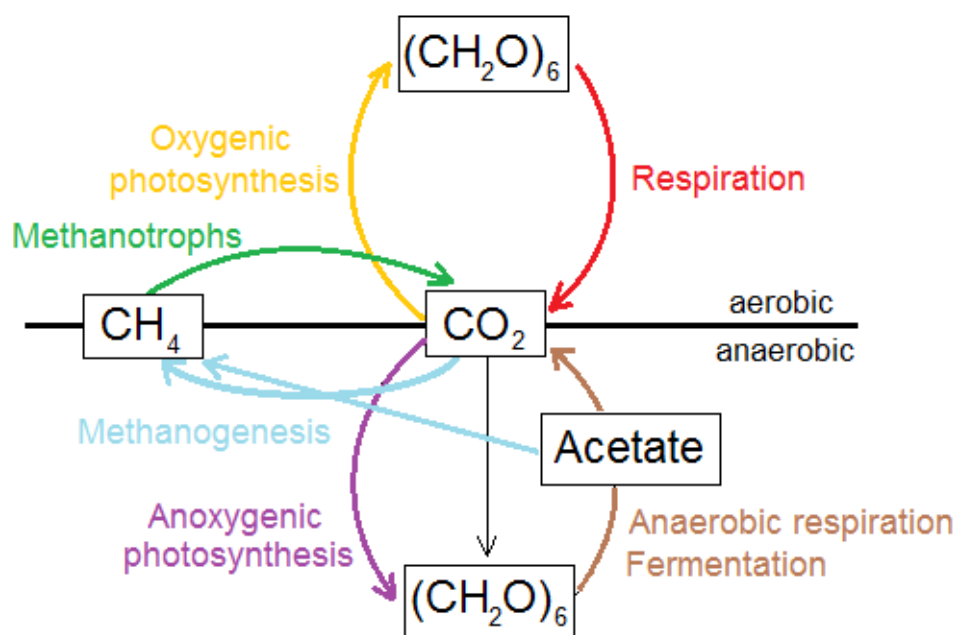 (CH₂O)₆
Oxygenic
photosynthesis
Respiration
Methanotrophs
CH₄
CO₂
aerobic
anaerobic
Methanogenesis
Acetate
Anoxygenic
photosynthesis
Anaerobic respiration
Fermentation
(CH₂O)₆